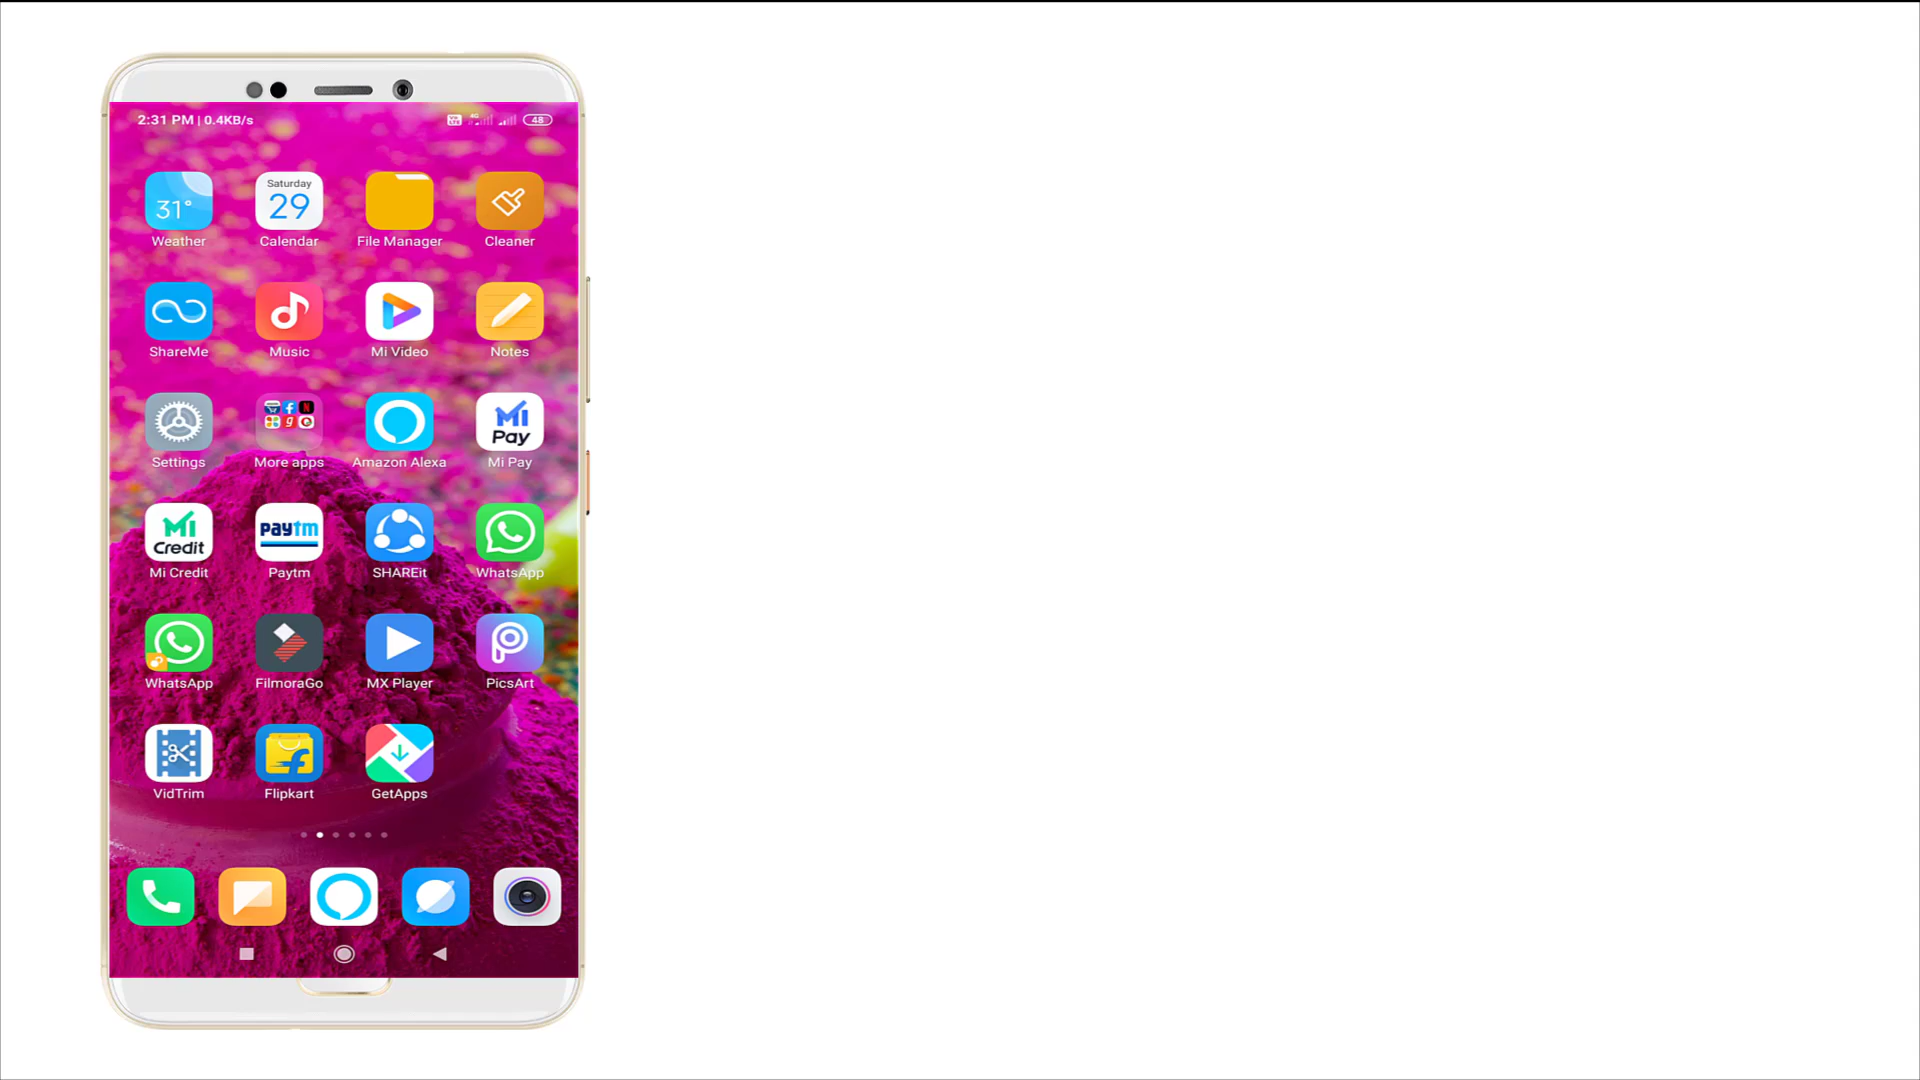 2:31 PM | 0.4KB/s 4G 48
31° Saturday 29
Weather Calendar File Manager Cleaner
ShareMe Music Mi Video Notes
MI Pay
Settings More apps Amazon Alexa Mi Pay
MI Credit paytm
Mi Credit Paytm SHAREit WhatsApp
WhatsApp FilmoraGo MX Player PicsArt
VidTrim Flipkart GetApps